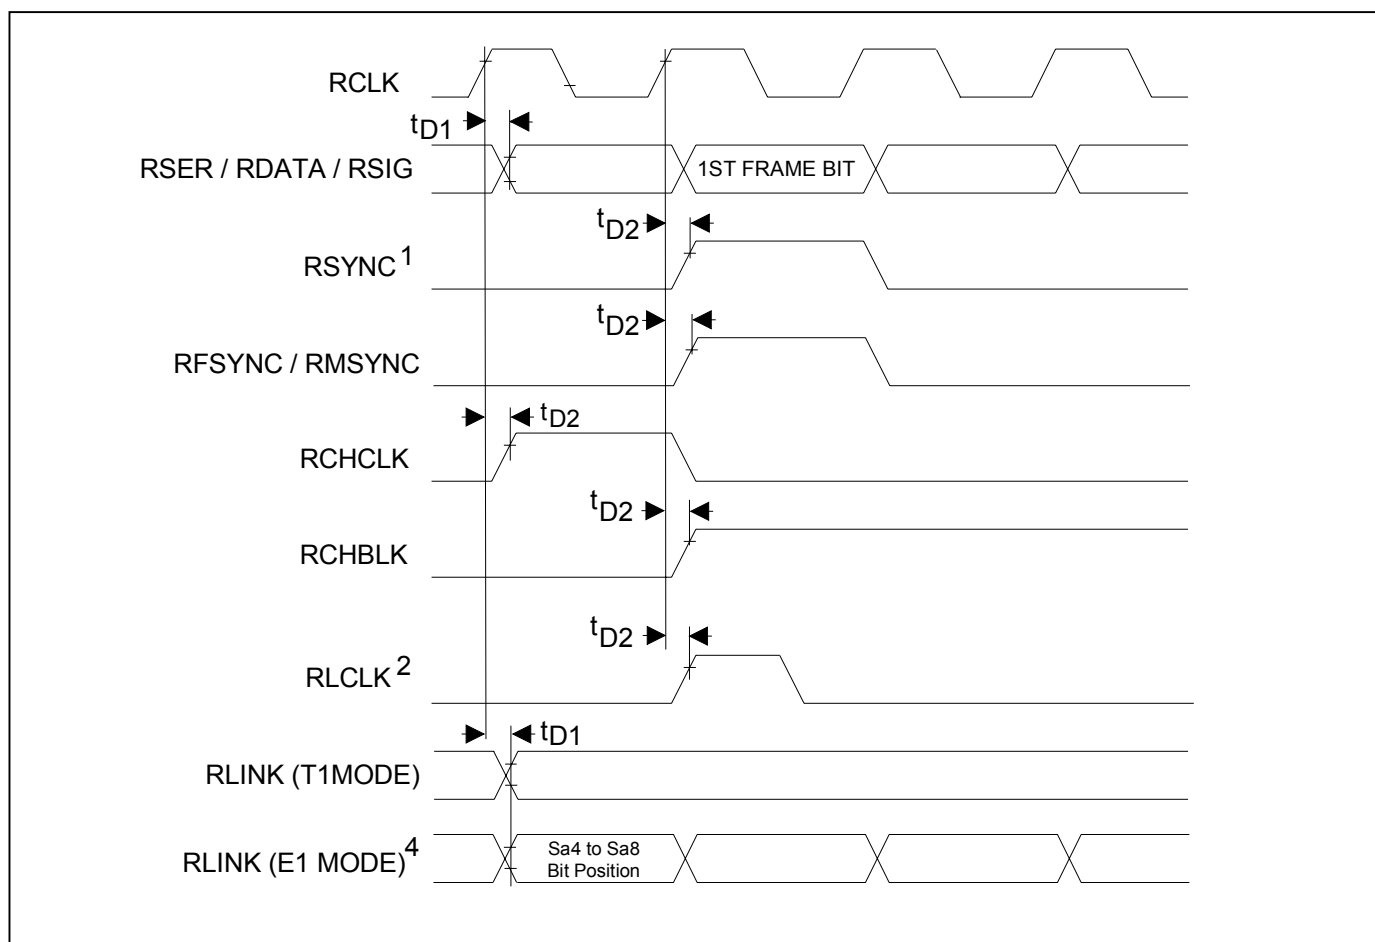 RCLK
tD1
RSER / RDATA / RSIG
1ST FRAME BIT
tD2
RSYNC1
tD2
RFSYNC / RMSYNC
tD2
RCHCLK
tD2
RCHBLK
tD2
RLCLK2
tD1
RLINK (T1MODE)
RLINK (E1 MODE)4
Sa4 to Sa8
Bit Position